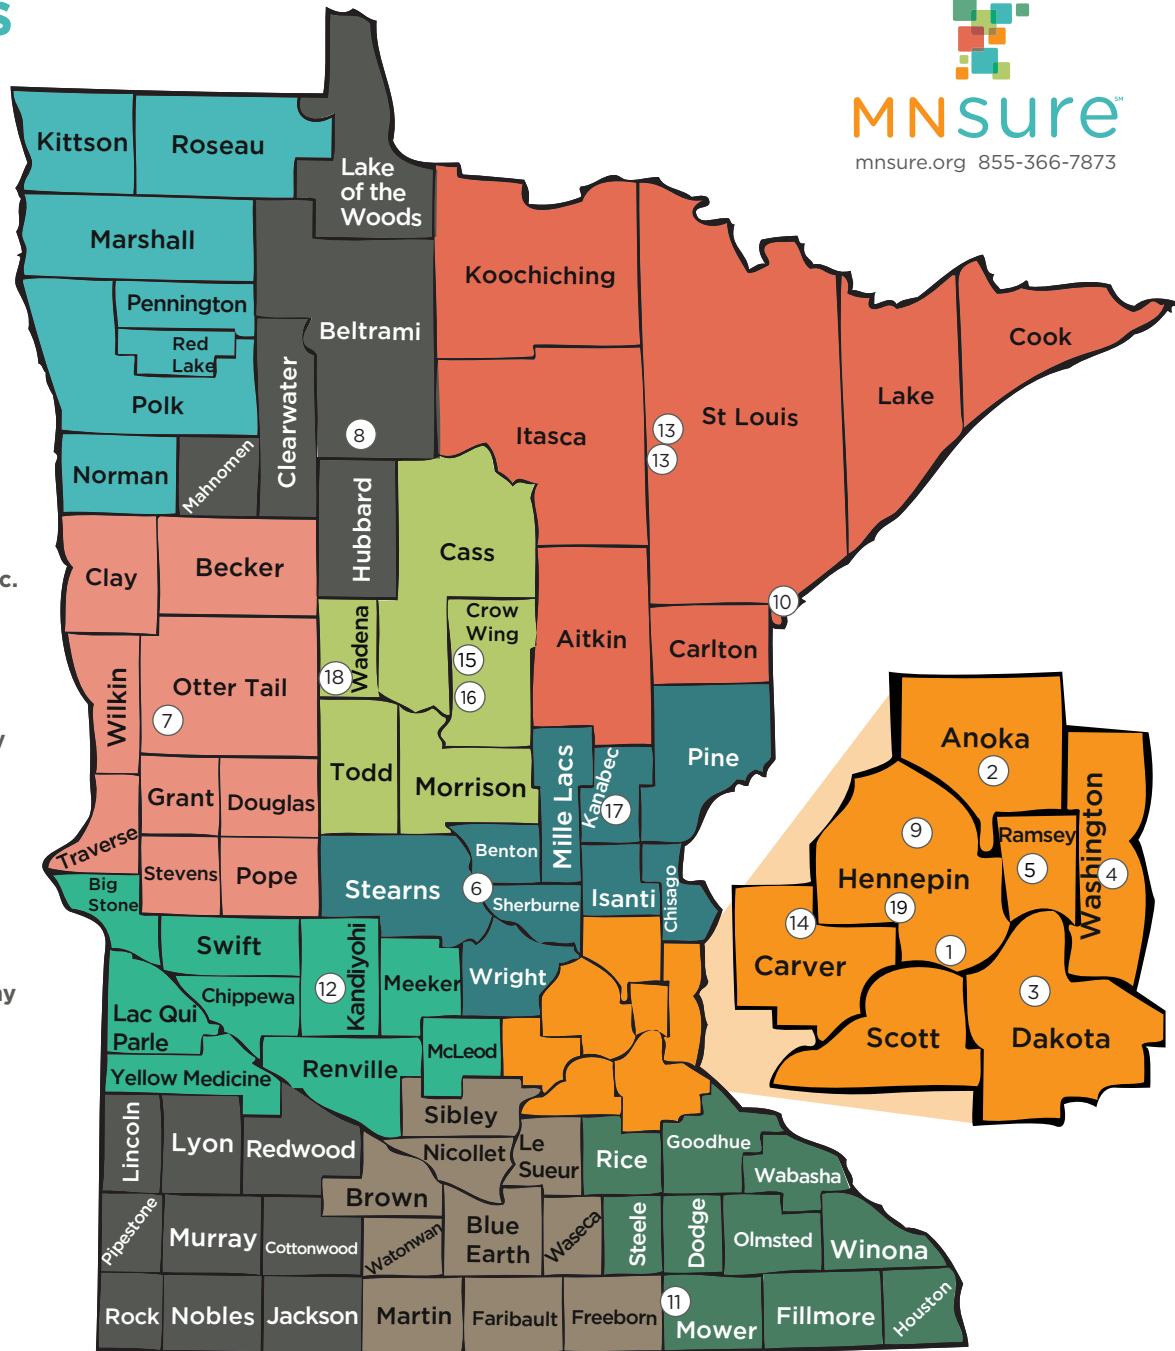 s
MNsure℠
mnsure.org 855-366-7873
Kittson
Roseau
Lake
of the
Woods
Marshall
Koochiching
Pennington
Beltrami
Red
Lake
Cook
Clearwater
Lake
Polk
St Louis
8
13
13
Itasca
Norman
Mahnomen
Hubbard
Cass
c.
Clay
Becker
10
Crow
Wing
Wadena
Aitkin
Carlton
15
18
16
Wilkin
Otter Tail
7
y
Anoka
2
Todd
Morrison
Mille Lacs
Kanabec
17
Pine
Grant
Douglas
9
Ramsey
5
Washington
4
Traverse
Stevens
Pope
Benton
Stearns
6
Sherburne
Isanti
Chisago
Hennepin
19
Big
Stone
14
1
Swift
Kandiyohi
12
Meeker
Wright
Carver
3
ay
Chippewa
Lac Qui
Parle
Scott
Dakota
McLeod
Yellow Medicine
Renville
Sibley
Lincoln
Lyon
Redwood
Nicollet
Le
Sueur
Rice
Goodhue
Wabasha
Brown
Pipestone
Murray
Cottonwood
Watonwan
Blue
Earth
Waseca
Steele
Dodge
Olmsted
Winona
Rock
Nobles
Jackson
Martin
Faribault
Freeborn
11
Mower
Fillmore
Houston